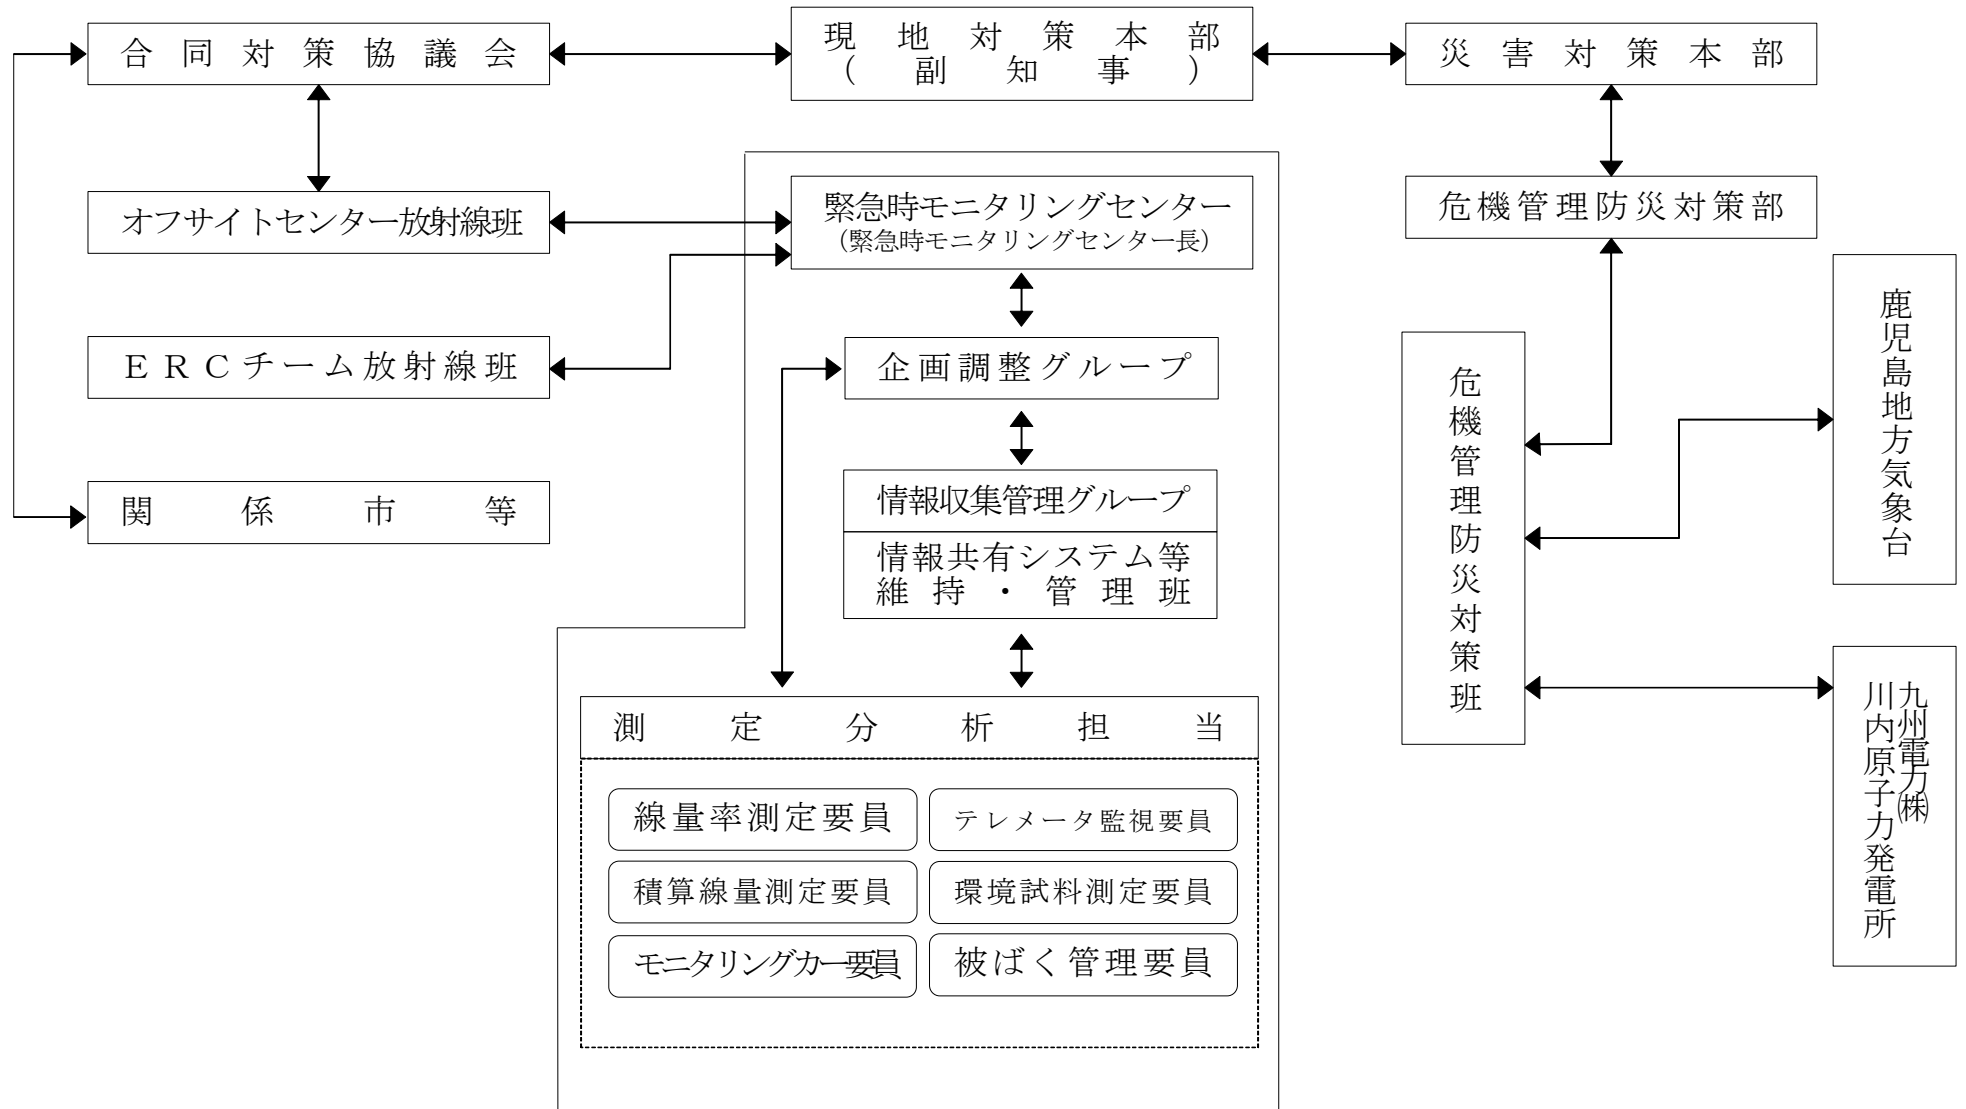 合同対策協議会
現地対策本部
(副知事)
災害対策本部
オフサイトセンター放射線班
緊急時モニタリングセンター
(緊急時モニタリングセンター長)
危機管理防災対策部
ERCチーム放射線班
企画調整グループ
関係市等
情報収集管理グループ
情報共有システム等
維持・管理班
測定分析担当
線量率測定要員
テレメータ監視要員
積算線量測定要員
環境試料測定要員
モニタリングカー要員
被ばく管理要員
危機管理防災対策班
鹿児島地方気象台
九州電力㈱
川内原子力発電所